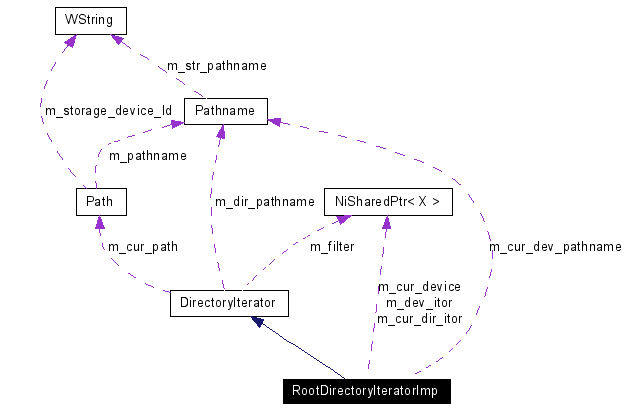 WString
m_str_pathname
m_storage_device_Id
Pathname
m_pathname
Path
m_dir_pathname
NiSharedPtr< X >
m_cur_path
m_filter
m_cur_dev_pathname
DirectoryIterator
m_cur_device
m_dev_itor
m_cur_dir_itor
RootDirectoryIteratorImp